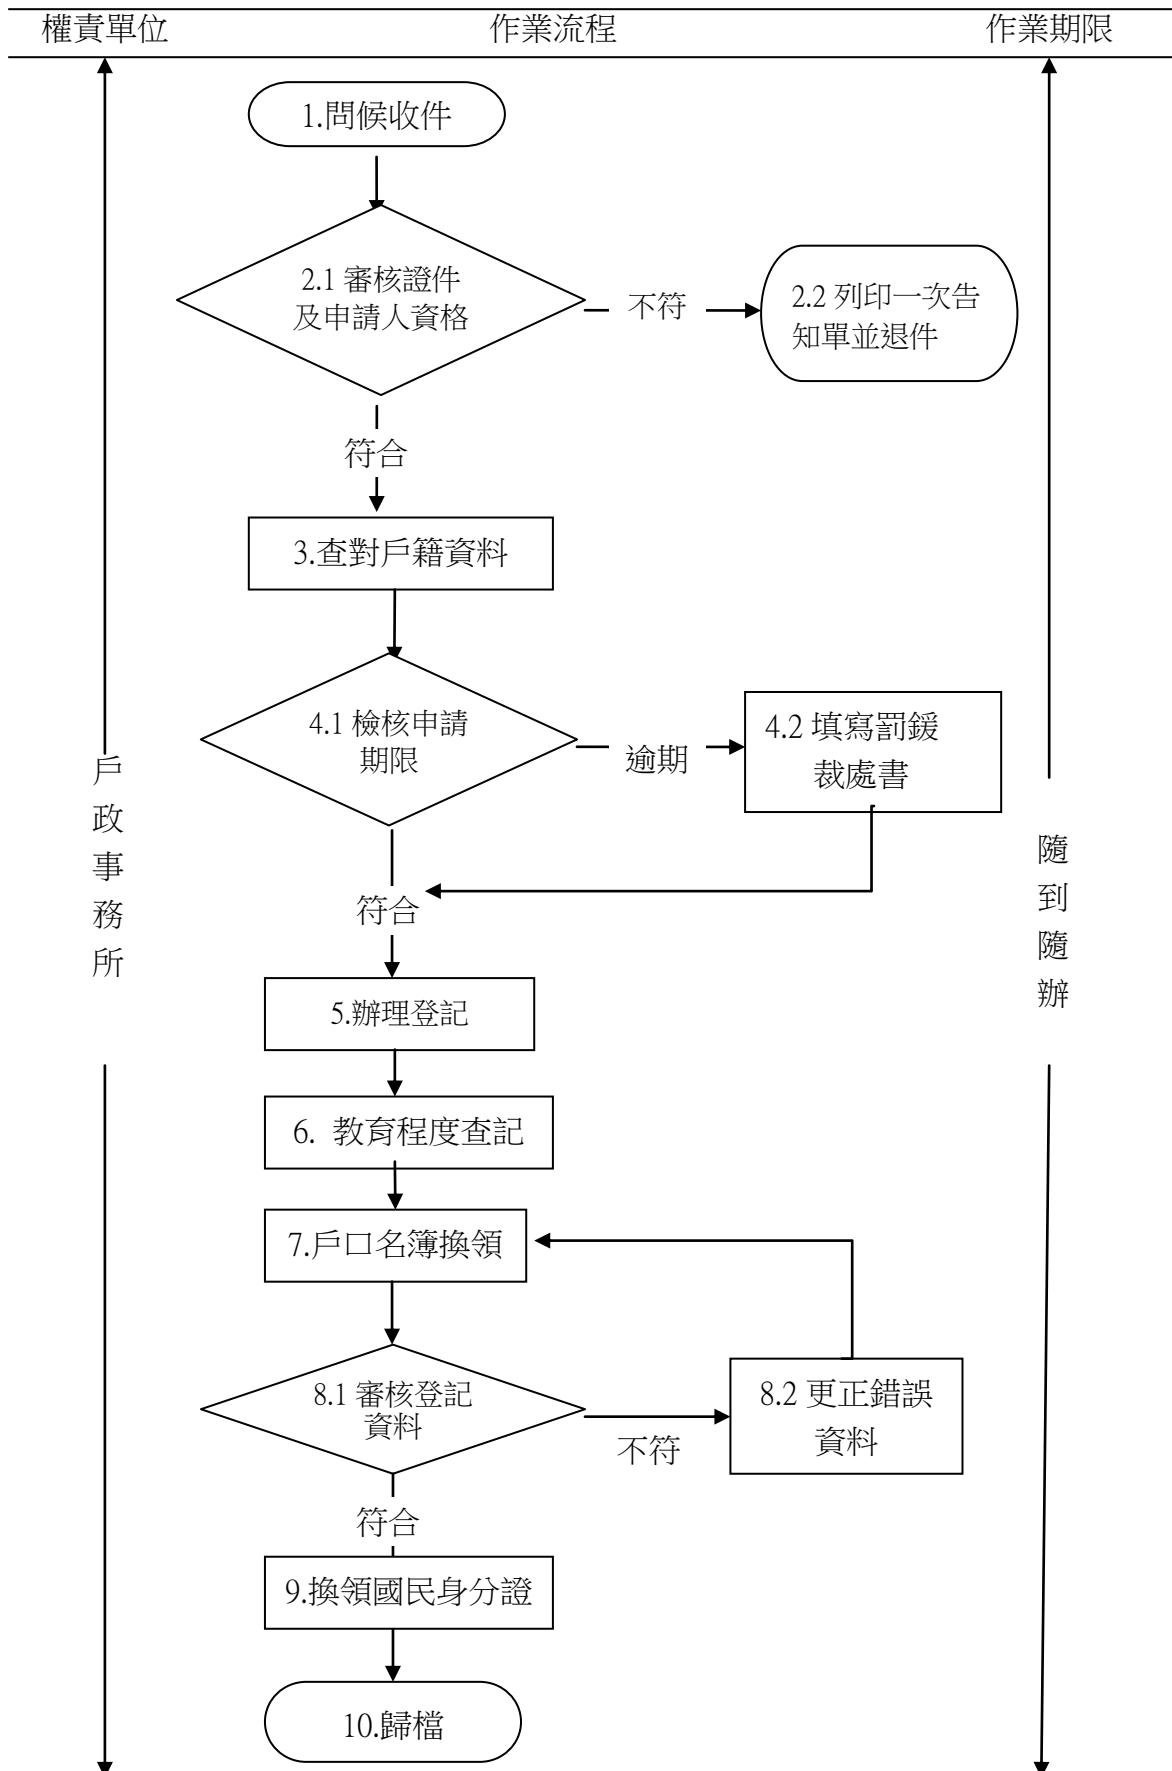 權責單位
作業流程
作業期限
1.問候收件
2.1 審核證件
及申請人資格
不符
2.2 列印一次告
知單並退件
符合
3.查對戶籍資料
4.1 檢核申請
期限
逾期
4.2 填寫罰鍰
裁處書
符合
5.辦理登記
6. 教育程度查記
7.戶口名簿換領
8.1 審核登記
資料
不符
8.2 更正錯誤
資料
符合
9.換領國民身分證
10.歸檔
戶政事務所
隨到隨辦